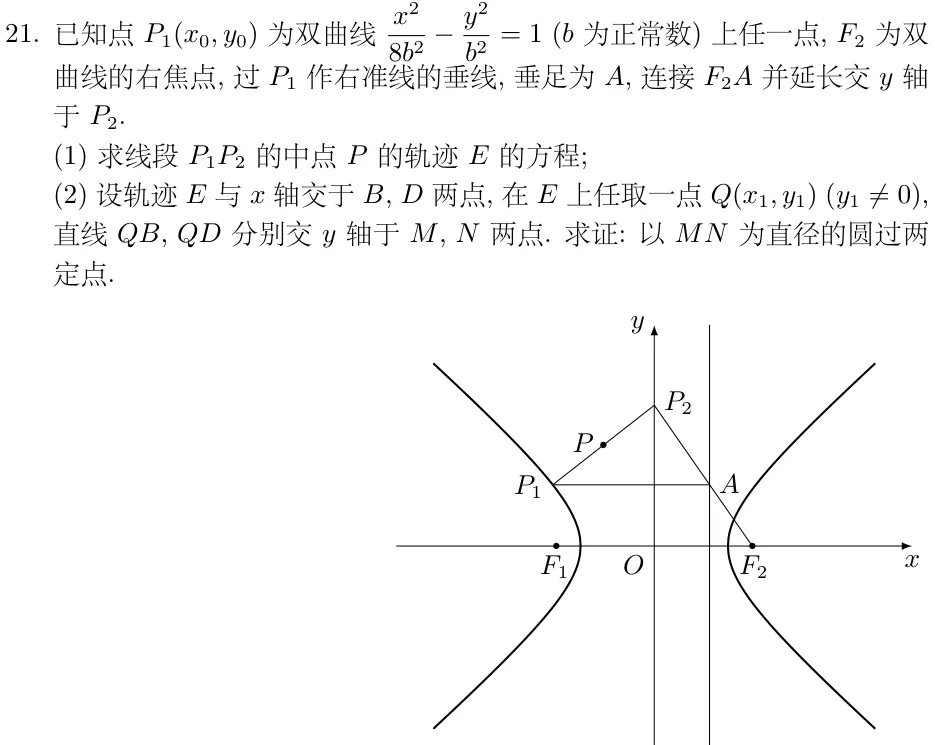 21. 已知点 P₁(x₀, y₀) 为双曲线 x²/8b² − y²/b² = 1 (b 为正常数) 上任一点, F₂ 为双
曲线的右焦点, 过 P₁ 作右准线的垂线, 垂足为 A, 连接 F₂A 并延长交 y 轴
于 P₂.
(1) 求线段 P₁P₂ 的中点 P 的轨迹 E 的方程;
(2) 设轨迹 E 与 x 轴交于 B, D 两点, 在 E 上任取一点 Q(x₁, y₁) (y₁ ≠ 0),
直线 QB, QD 分别交 y 轴于 M, N 两点. 求证: 以 MN 为直径的圆过两
定点.
y
P₂
P
P₁
A
F₁
O
F₂
x